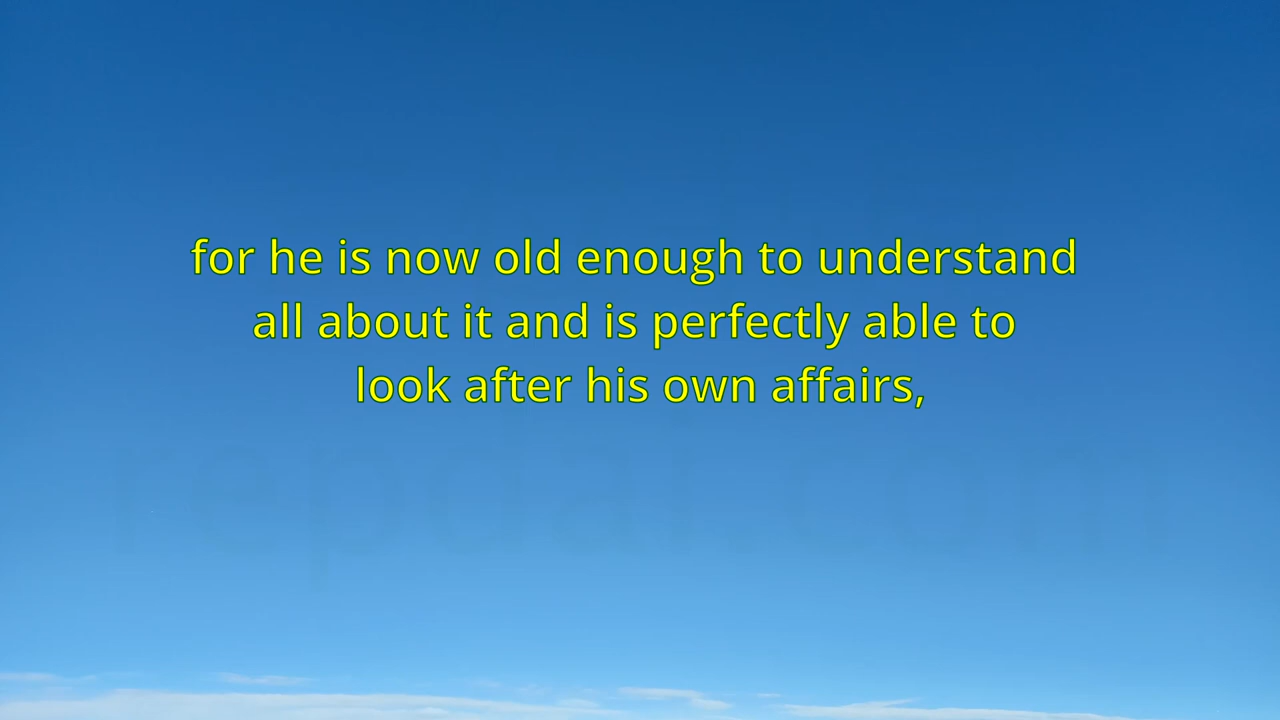 for he is now old enough to understand
all about it and is perfectly able to
look after his own affairs,